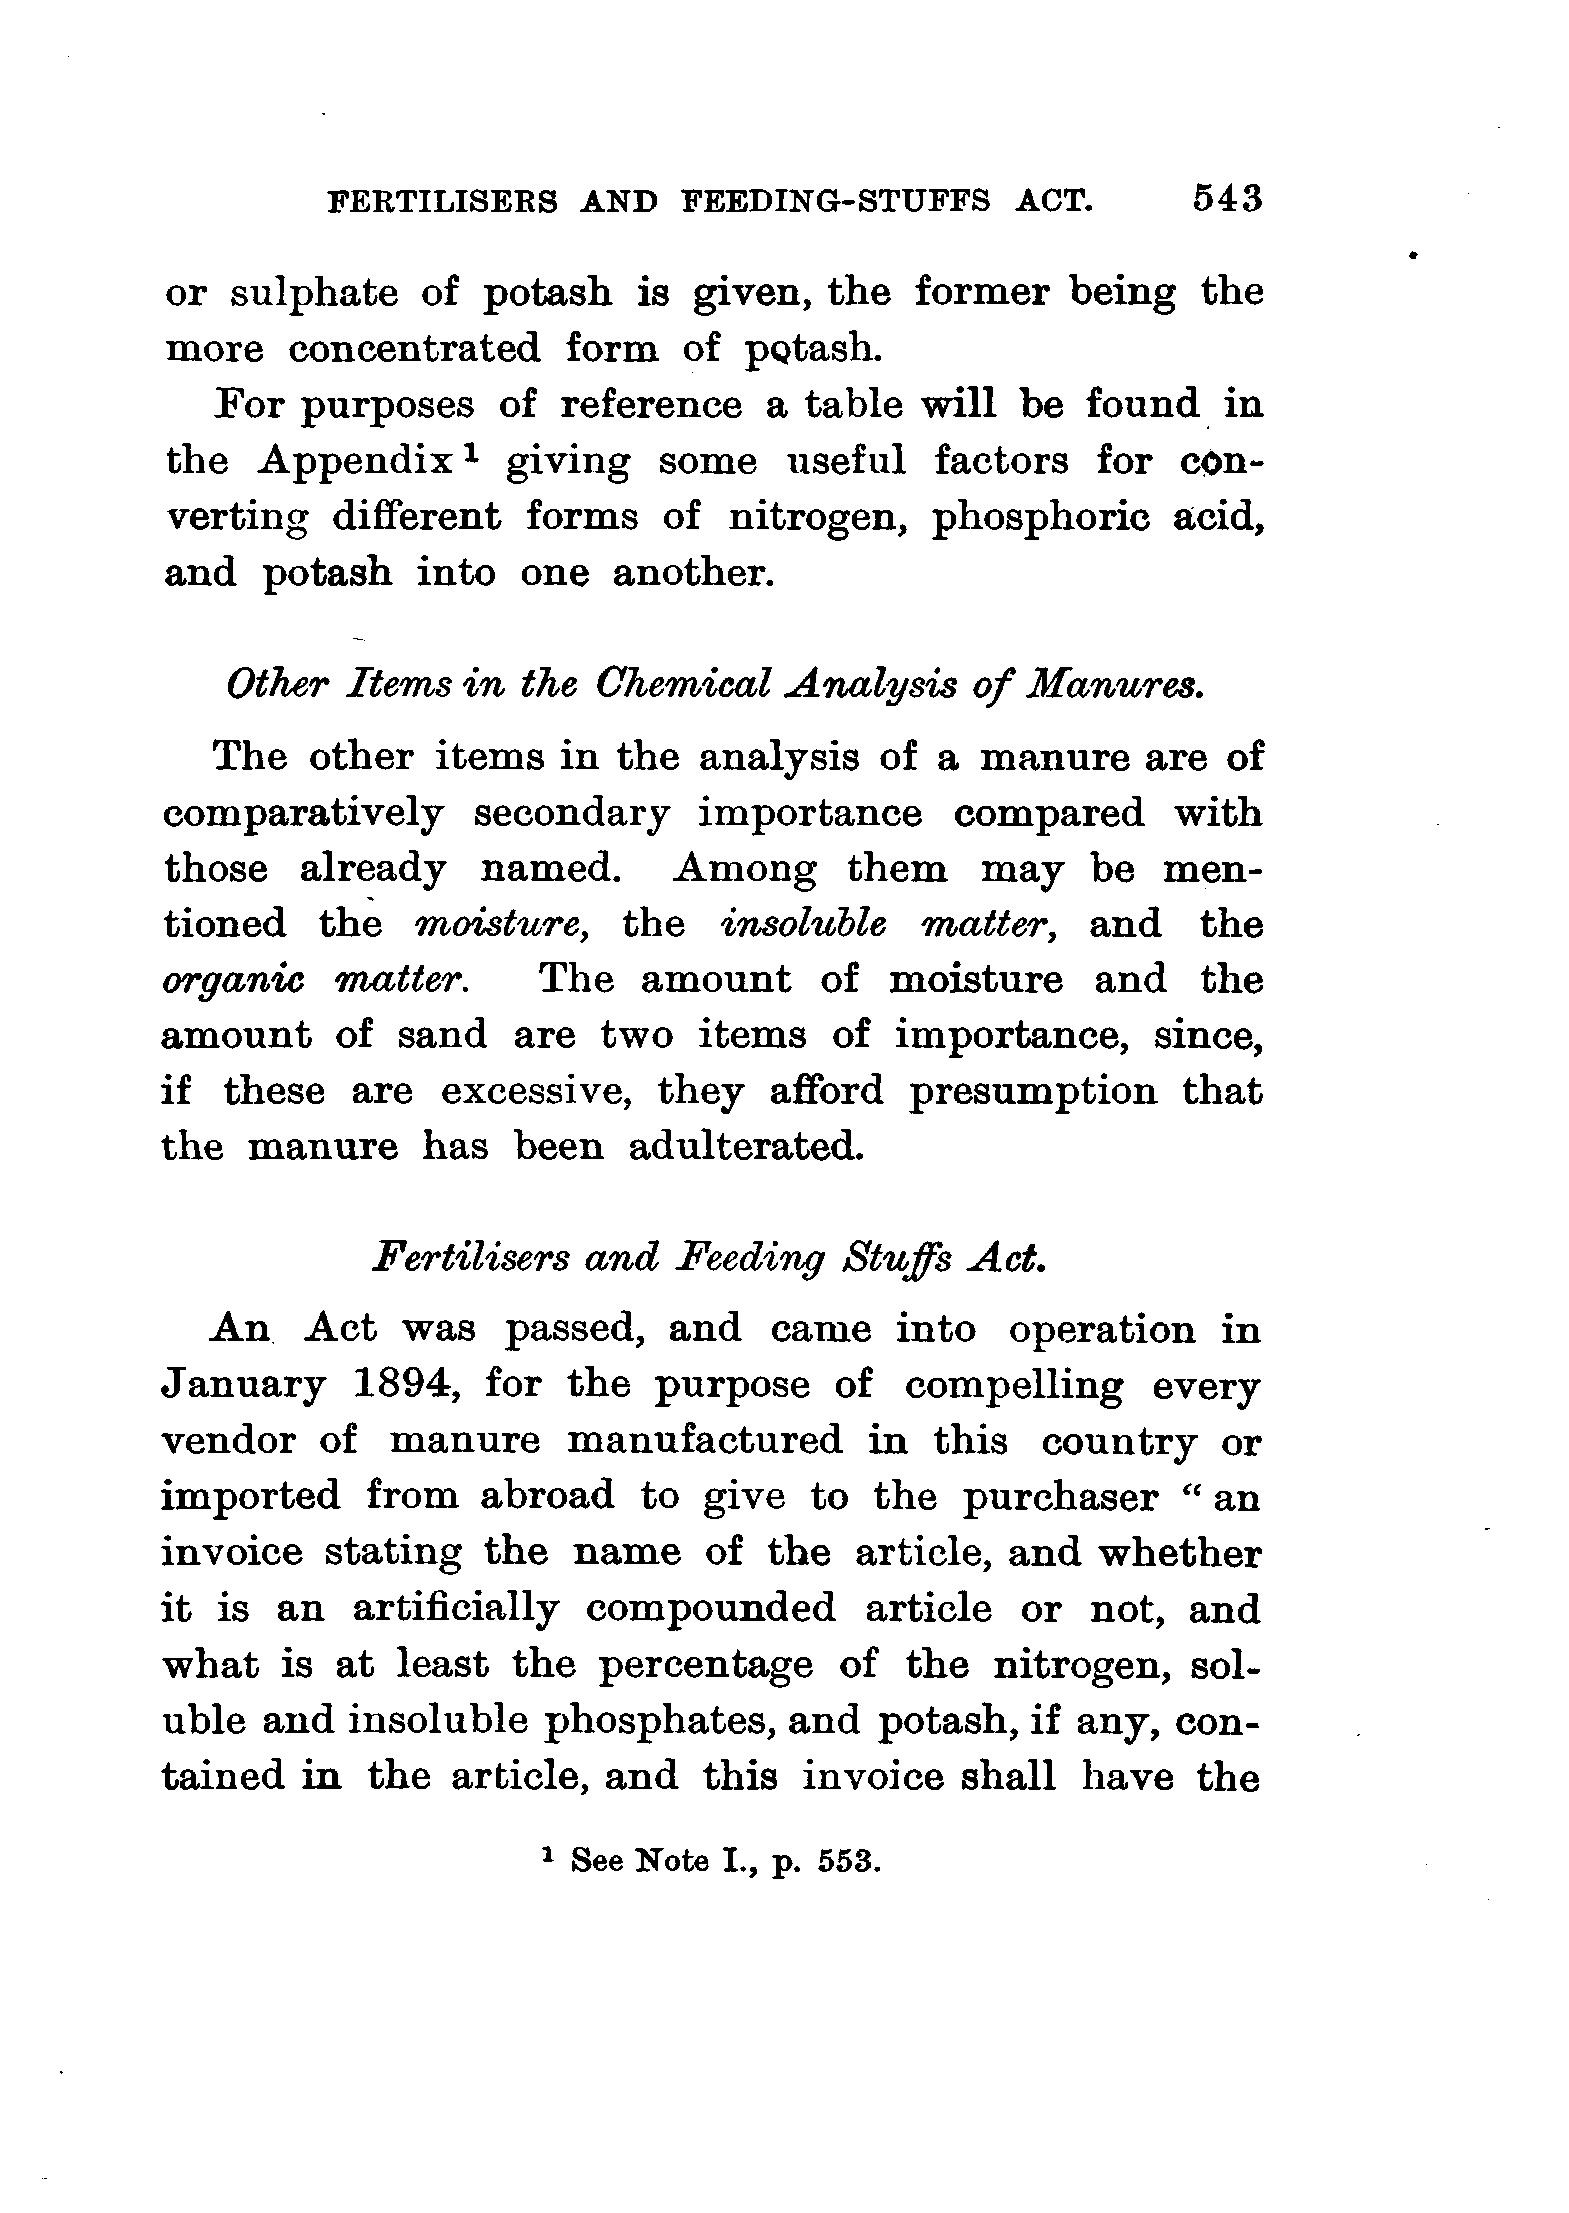 FERTILISERS AND FEEDING-STUFFS ACT. 543
or sulphate of potash is given, the former being the
more concentrated form of potash.
For purposes of reference a table will be found in
the Appendix ¹ giving some useful factors for con-
verting different forms of nitrogen, phosphoric acid,
and potash into one another.
Other Items in the Chemical Analysis of Manures.
The other items in the analysis of a manure are of
comparatively secondary importance compared with
those already named. Among them may be men-
tioned the moisture, the insoluble matter, and the
organic matter. The amount of moisture and the
amount of sand are two items of importance, since,
if these are excessive, they afford presumption that
the manure has been adulterated.
Fertilisers and Feeding Stuffs Act.
An Act was passed, and came into operation in
January 1894, for the purpose of compelling every
vendor of manure manufactured in this country or
imported from abroad to give to the purchaser “ an
invoice stating the name of the article, and whether
it is an artificially compounded article or not, and
what is at least the percentage of the nitrogen, sol-
uble and insoluble phosphates, and potash, if any, con-
tained in the article, and this invoice shall have the
¹ See Note I., p. 553.